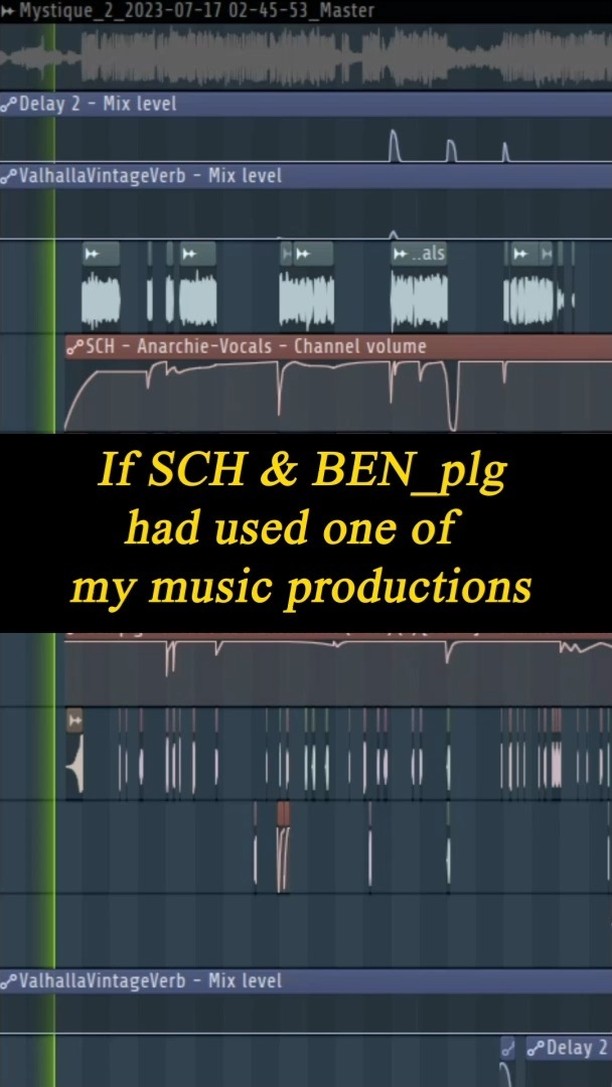 Mystique_2_2023-07-17 02-45-53_Master
Delay 2 - Mix level
ValhallaVintageVerb - Mix level
..als
SCH - Anarchie-Vocals - Channel volume
If SCH & BEN_plg
had used one of
my music productions
ValhallaVintageVerb - Mix level
Delay 2